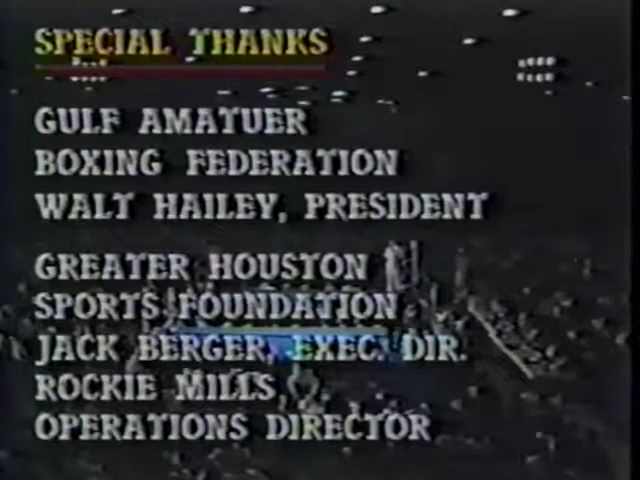 SPECIAL THANKS
GULF AMATUER
BOXING FEDERATION
WALT HAILEY, PRESIDENT
GREATER HOUSTON
SPORTS FOUNDATION
JACK BERGER, EXEC. DIR.
ROCKIE MILLS,
OPERATIONS DIRECTOR